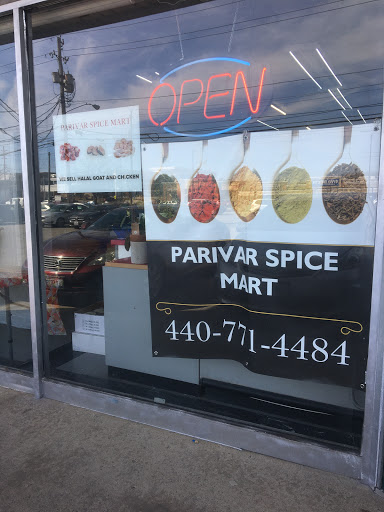 OPEN
PARIVAR SPICE MART
WE SELL HALAL GOAT AND CHICKEN
PARIVAR SPICE
MART
440-771-4484